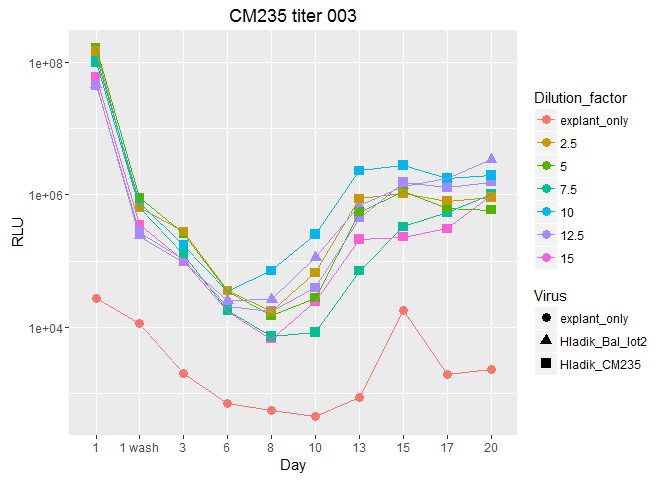 CM235 titer 003
1e+08
1e+06
1e+04
RLU
1
1 wash
3
6
8
10
13
15
17
20
Day
Dilution_factor
explant_only
2.5
5
7.5
10
12.5
15
Virus
explant_only
Hladik_Bal_lot2
Hladik_CM235